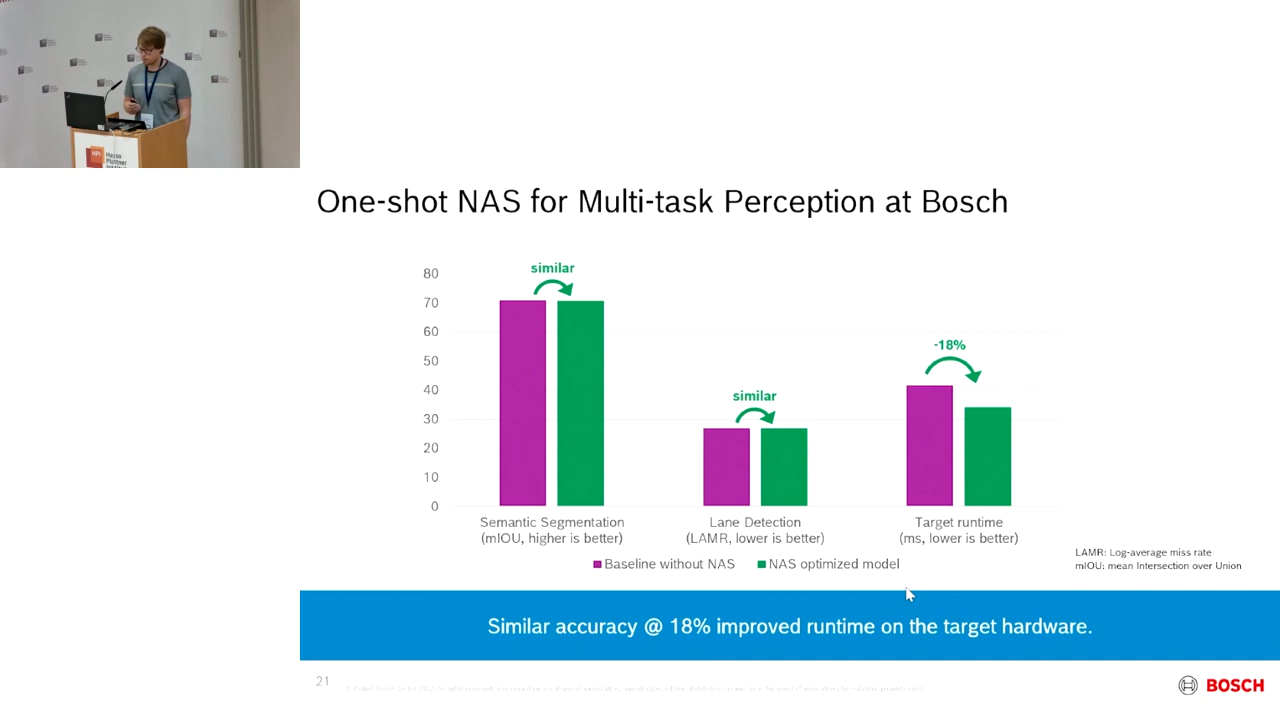 HPI Hasso
Plattner
One-shot NAS for Multi-task Perception at Bosch
80
70
60
50
40
30
20
10
0
similar
similar
-18%
Semantic Segmentation
(mIOU, higher is better)
Lane Detection
(LAMR, lower is better)
Target runtime
(ms, lower is better)
Baseline without NAS
NAS optimized model
LAMR: Log-average miss rate
mIOU: mean Intersection over Union
Similar accuracy @ 18% improved runtime on the target hardware.
21
BOSCH